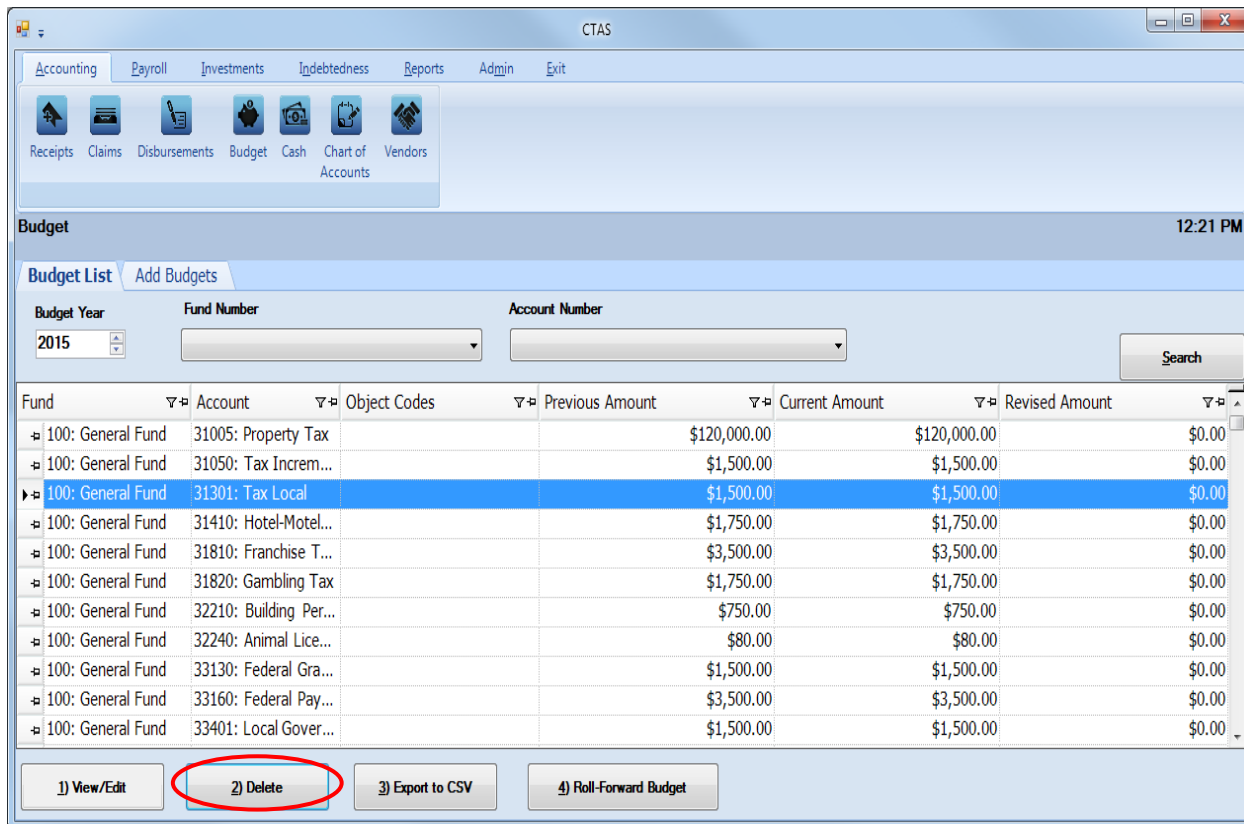 CTAS
Accounting Payroll Investments Indebtedness Reports Admin Exit
Receipts Claims Disbursements Budget Cash Chart of Accounts Vendors
Budget 12:21 PM
Budget List Add Budgets
Budget Year Fund Number Account Number
2015
Search
Fund Account Object Codes Previous Amount Current Amount Revised Amount
100: General Fund 31005: Property Tax $120,000.00 $120,000.00 $0.00
100: General Fund 31050: Tax Increm... $1,500.00 $1,500.00 $0.00
100: General Fund 31301: Tax Local $1,500.00 $1,500.00 $0.00
100: General Fund 31410: Hotel-Motel... $1,750.00 $1,750.00 $0.00
100: General Fund 31810: Franchise T... $3,500.00 $3,500.00 $0.00
100: General Fund 31820: Gambling Tax $1,750.00 $1,750.00 $0.00
100: General Fund 32210: Building Per... $750.00 $750.00 $0.00
100: General Fund 32240: Animal Lice... $80.00 $80.00 $0.00
100: General Fund 33130: Federal Gra... $1,500.00 $1,500.00 $0.00
100: General Fund 33160: Federal Pay... $3,500.00 $3,500.00 $0.00
100: General Fund 33401: Local Gover... $1,500.00 $1,500.00 $0.00
1) View/Edit 2) Delete 3) Export to CSV 4) Roll-Forward Budget